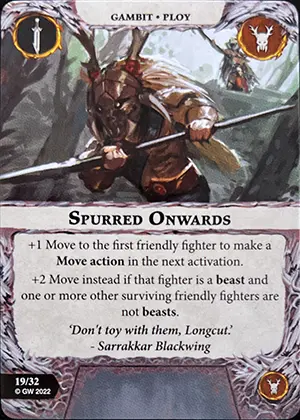 GAMBIT • PLOY
SPURRED ONWARDS
+1 Move to the first friendly fighter to make a
Move action in the next activation.
+2 Move instead if that fighter is a beast and
one or more other surviving friendly fighters are
not beasts.
'Don't toy with them, Longcut.'
- Sarrakkar Blackwing
19/32
© GW 2022